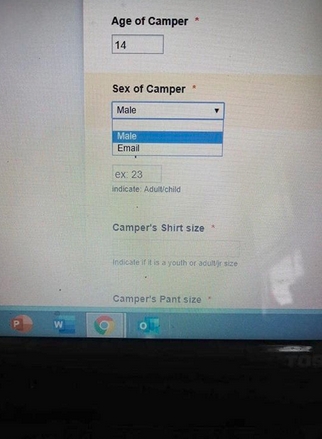 Age of Camper *
14
Sex of Camper *
Male
Male
Email
ex: 23
indicate: Adult/child
Camper's Shirt size *
Indicate if it is a youth or adult size
Camper's Pant size *
P
W
O
TOS